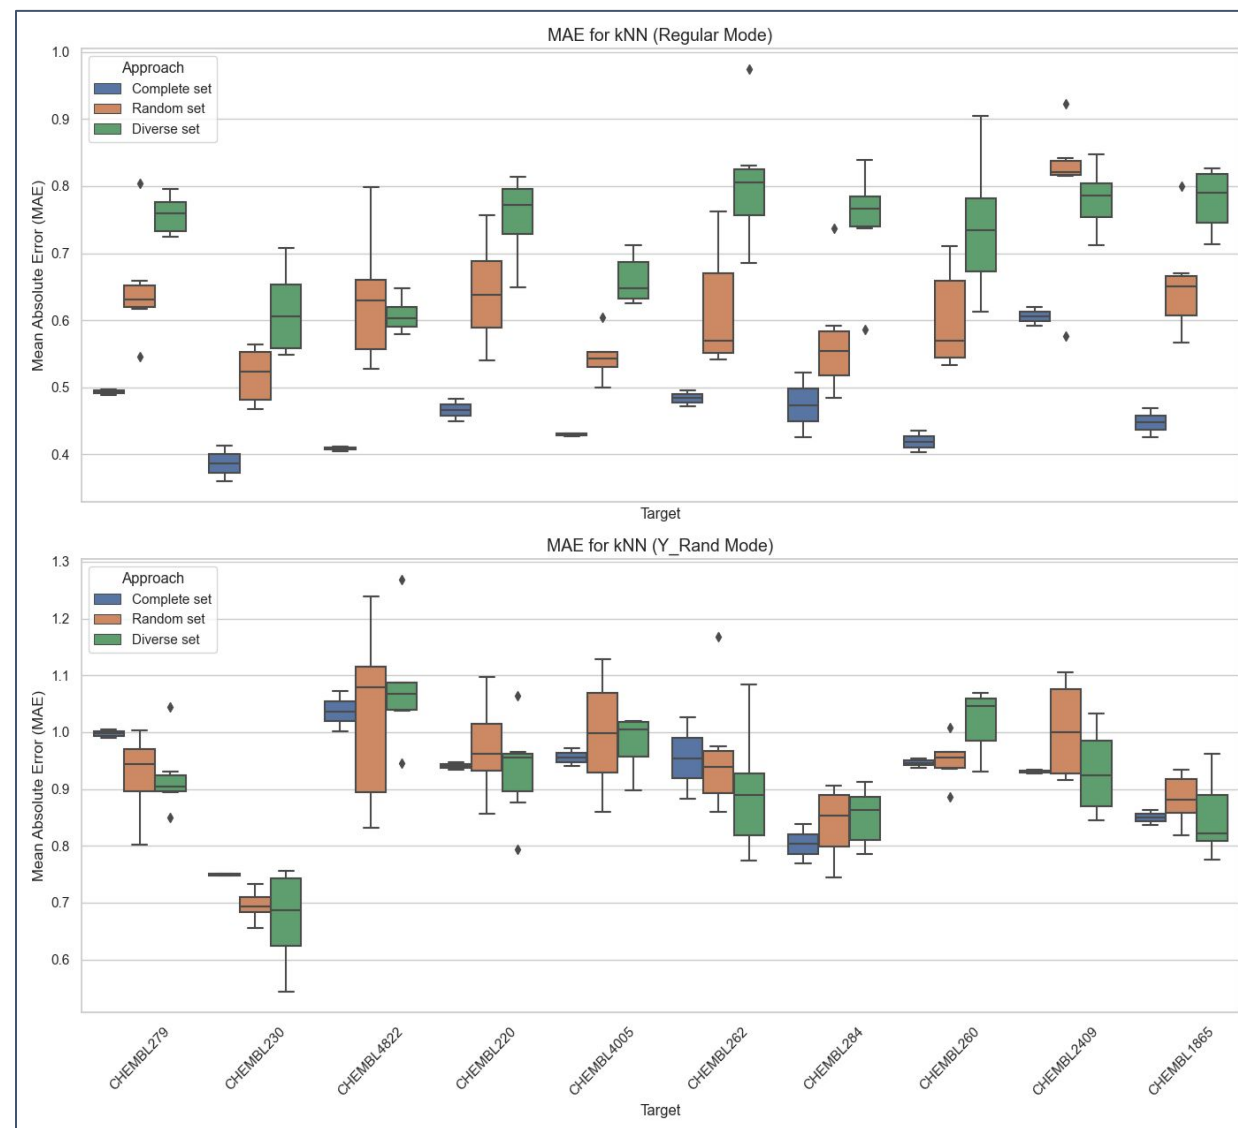 MAE for kNN (Regular Mode)
Mean Absolute Error (MAE)
1.0
0.9
0.8
0.7
0.6
0.5
0.4
Approach
Complete set
Random set
Diverse set
Target
MAE for kNN (Y_Rand Mode)
Mean Absolute Error (MAE)
1.3
1.2
1.1
1.0
0.9
0.8
0.7
0.6
Approach
Complete set
Random set
Diverse set
CHEMBL279
CHEMBL230
CHEMBL4822
CHEMBL220
CHEMBL4005
CHEMBL262
CHEMBL284
CHEMBL260
CHEMBL2409
CHEMBL1865
Target